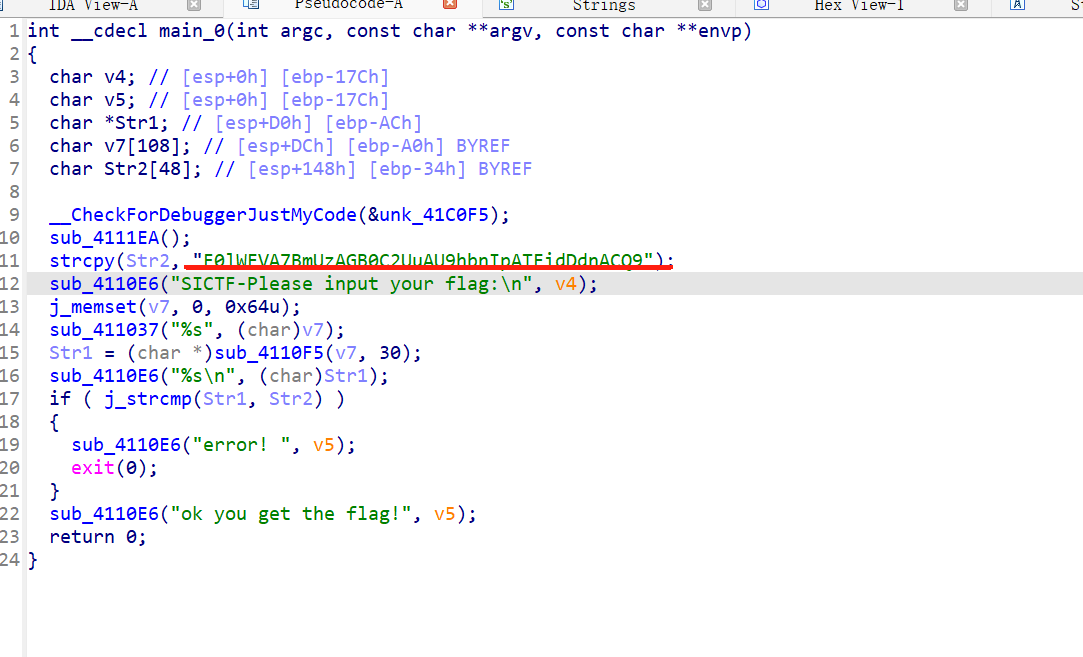 IDA View-A Pseudocode-A Strings Hex View-1
1 int __cdecl main_0(int argc, const char **argv, const char **envp)
2 {
3 char v4; // [esp+0h] [ebp-17Ch]
4 char v5; // [esp+0h] [ebp-17Ch]
5 char *Str1; // [esp+D0h] [ebp-ACh]
6 char v7[108]; // [esp+DCh] [ebp-A0h] BYREF
7 char Str2[48]; // [esp+148h] [ebp-34h] BYREF
8
9 __CheckForDebuggerJustMyCode(&unk_41C0F5);
10 sub_4111EA();
11 strcpy(Str2,
12 sub_4110E6("SICTF-Please input your flag:\n", v4);
13 j_memset(v7, 0, 0x64u);
14 sub_411037("%s", (char)v7);
15 Str1 = (char *)sub_4110F5(v7, 30);
16 sub_4110E6("%s\n", (char)Str1);
17 if ( j_strcmp(Str1, Str2) )
18 {
19 sub_4110E6("error! ", v5);
20 exit(0);
21 }
22 sub_4110E6("ok you get the flag!", v5);
23 return 0;
24 }